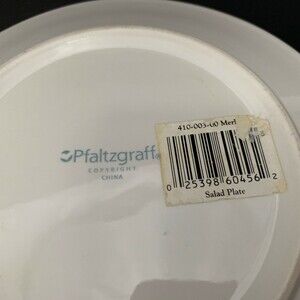 Pfaltzgraff®
COPYRIGHT
CHINA
410-003-00 Merl
0 25398 60456 2
Salad Plate